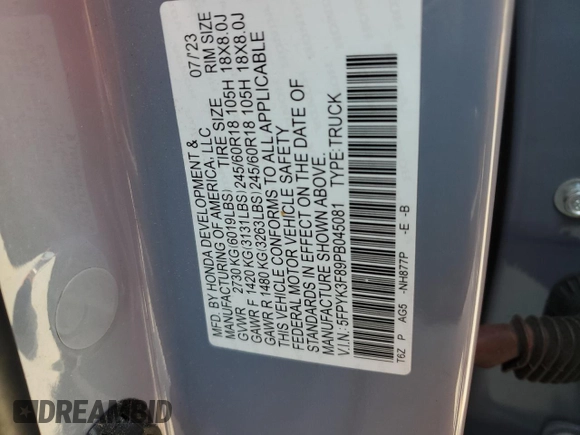 MFD. BY HONDA DEVELOPMENT & 07/'23
MANUFACTURING OF AMERICA, LLC
TIRE SIZE RIM SIZE
GVWR 2730 KG(6019LBS)
GAWR F 1420 KG(3131LBS)245/60R18 105H 18X8.0J
GAWR R 1480 KG(3263LBS)245/60R18 105H 18X8.0J
THIS VEHICLE CONFORMS TO ALL APPLICABLE
FEDERAL MOTOR VEHICLE SAFETY
STANDARDS IN EFFECT ON THE DATE OF
MANUFACTURE SHOWN ABOVE.
V.I.N.: 5FPYK3F89PB045081 TYPE:TRUCK
T6Z P AG5 -NH877P -E -B
DREAMBID